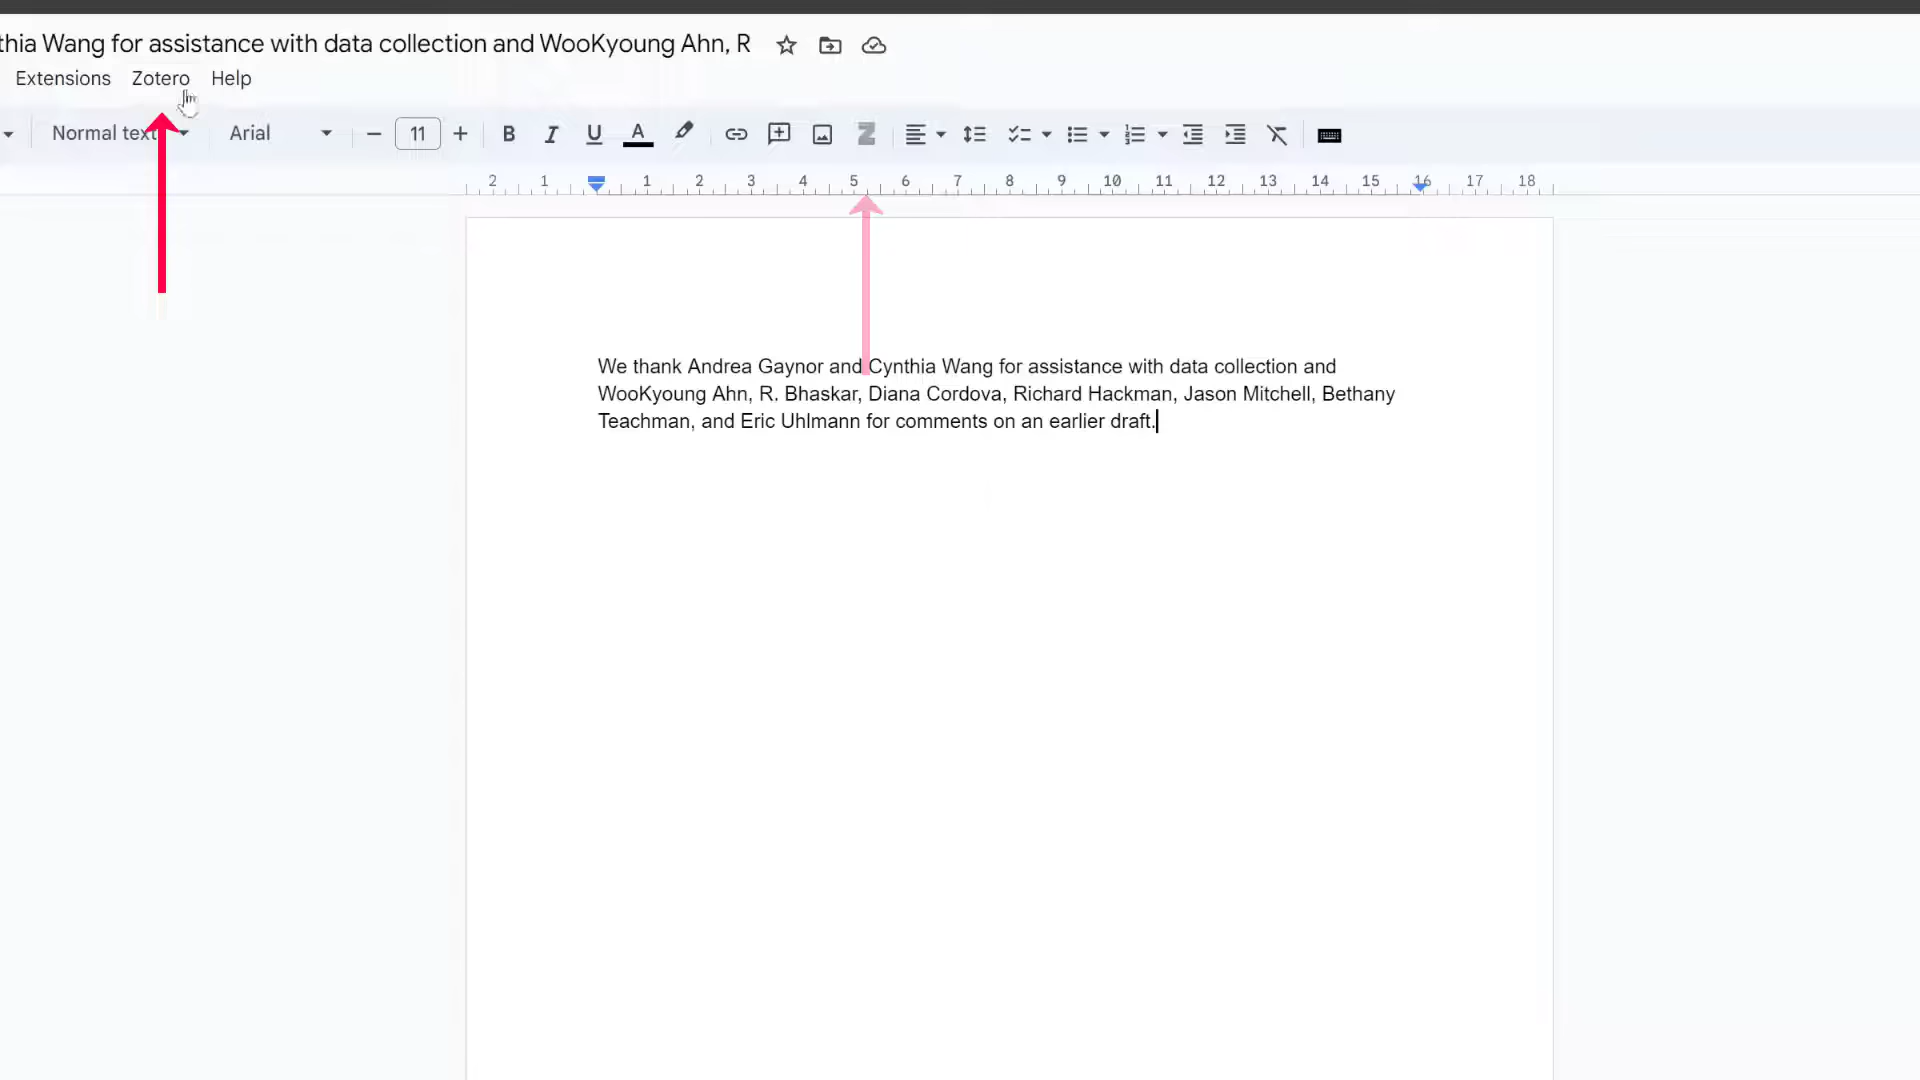 thia Wang for assistance with data collection and WooKyoung Ahn, R
Extensions Zotero Help
Normal text Arial 11 B I U A Z
2 1 1 2 3 4 5 6 7 8 9 10 11 12 13 14 15 16 17 18
We thank Andrea Gaynor and Cynthia Wang for assistance with data collection and
WooKyoung Ahn, R. Bhaskar, Diana Cordova, Richard Hackman, Jason Mitchell, Bethany
Teachman, and Eric Uhlmann for comments on an earlier draft.